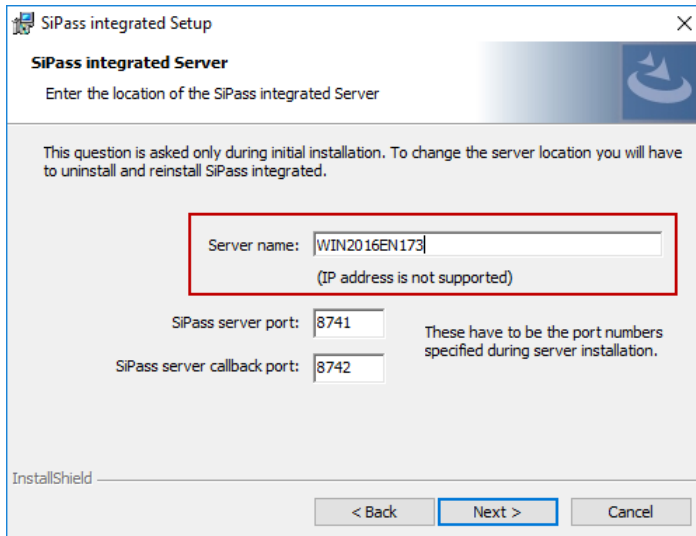 SiPass integrated Setup
SiPass integrated Server
Enter the location of the SiPass integrated Server
This question is asked only during initial installation. To change the server location you will have
to uninstall and reinstall SiPass integrated.
Server name: WIN2016EN173
(IP address is not supported)
SiPass server port: 8741
These have to be the port numbers
specified during server installation.
SiPass server callback port: 8742
InstallShield
< Back Next > Cancel